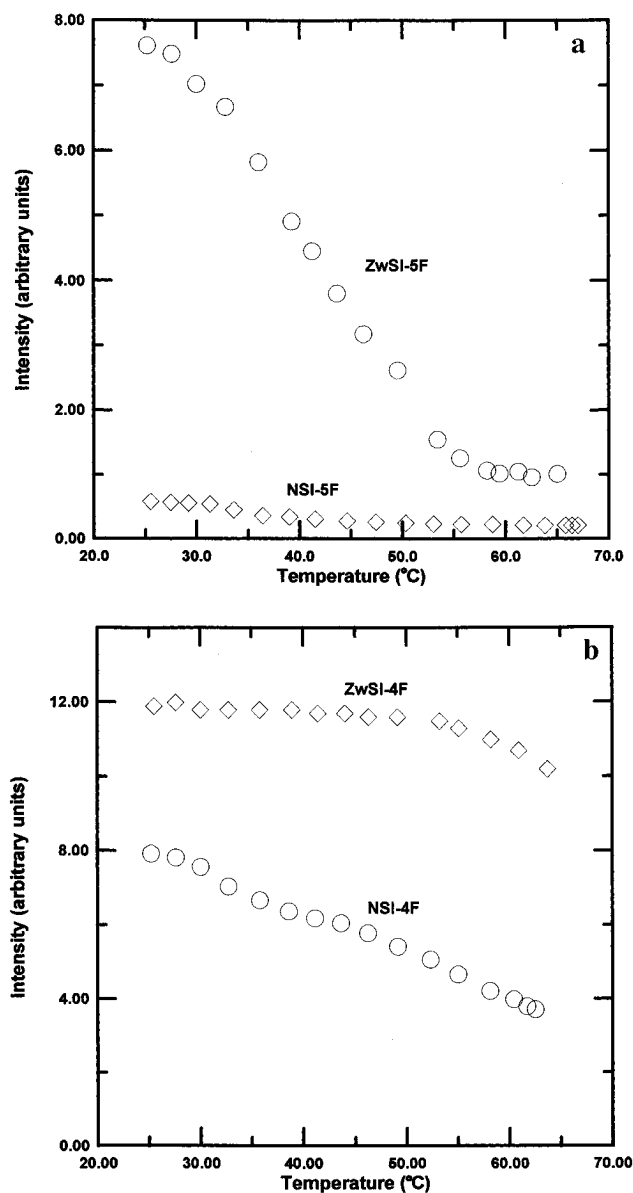 8.00
a
6.00
ZwSI-5F
4.00
Intensity (arbitrary units)
2.00
NSI-5F
0.00
20.0 30.0 40.0 50.0 60.0 70.0
Temperature (°C)
b
ZwSI-4F
12.00
Intensity (arbitrary units)
8.00
NSI-4F
4.00
0.00
20.00 30.00 40.00 50.00 60.00 70.00
Temperature (°C)